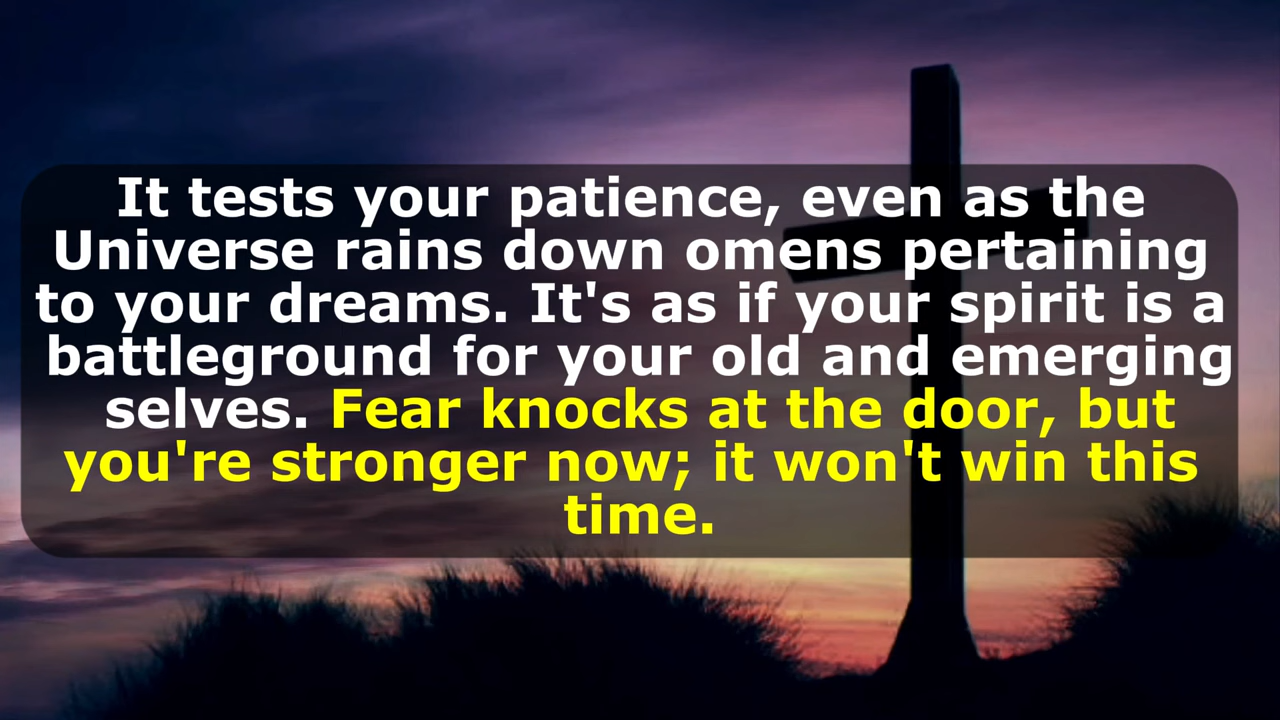 It tests your patience, even as the
Universe rains down omens pertaining
to your dreams. It's as if your spirit is a
battleground for your old and emerging
selves. Fear knocks at the door, but
you're stronger now; it won't win this
time.